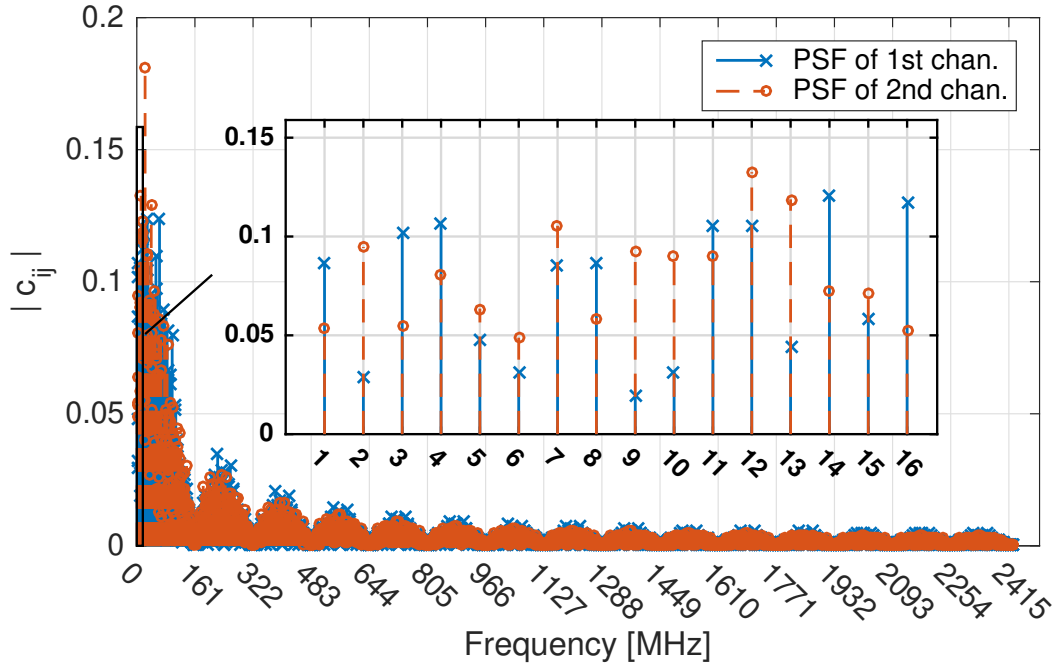 0.2
PSF of 1st chan.
PSF of 2nd chan.
0.15
0.15
0.1
0.1
0.05
0.05
0
0
1 2 3 4 5 6 7 8 9 10 11 12 13 14 15 16
| c_ij |
0 161 322 483 644 805 966 1127 1288 1449 1610 1771 1932 2093 2254 2415
Frequency [MHz]